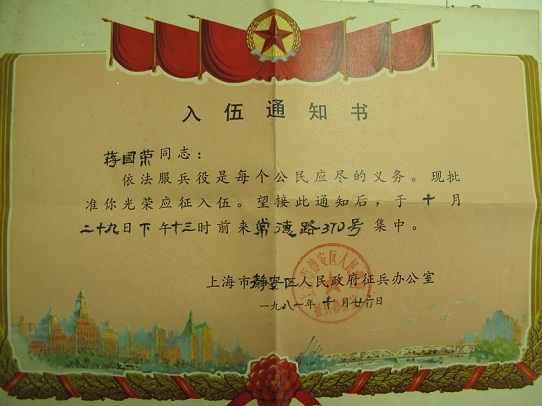 入伍通知书
蒋国荣同志：
依法服兵役是每个公民应尽的义务。现批
准你光荣应征入伍。望接此通知后，于十月
二十九日下午十三时前来常德路370号集中。
上海市静安区人民政府征兵办公室
一九八一年十月廿行日